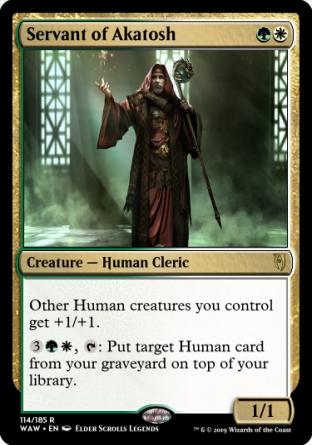 Servant of Akatosh
Creature — Human Cleric
Other Human creatures you control
get +1/+1.
3, : Put target Human card
from your graveyard on top of your
library.
1/1
114/185 R
WAW • EN Elder Scrolls Legends
™ & © 2019 Wizards of the Coast